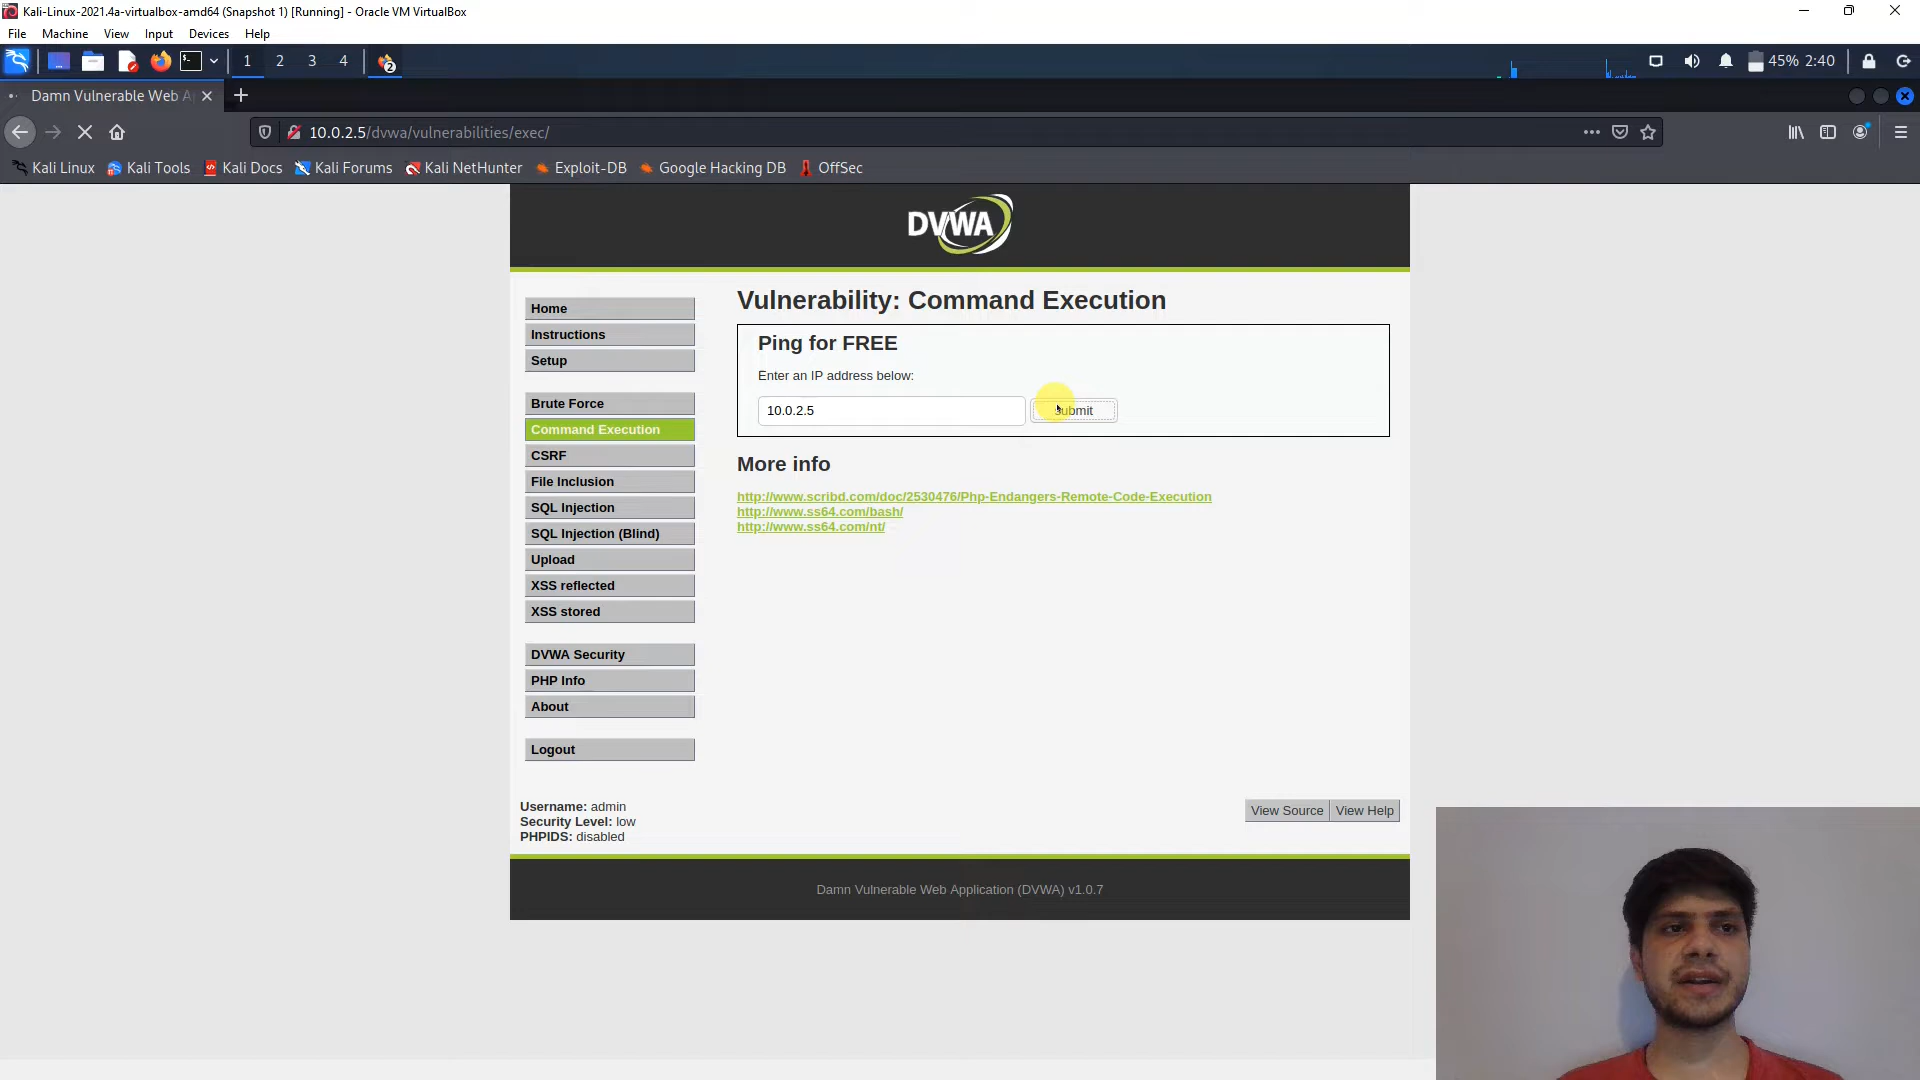 Kali-Linux-2021.4a-virtualbox-amd64 (Snapshot 1) [Running] - Oracle VM VirtualBox
File Machine View Input Devices Help
1 2 3 4 2 45% 2:40
Damn Vulnerable Web A
10.0.2.5/dvwa/vulnerabilities/exec/
Kali Linux Kali Tools Kali Docs Kali Forums Kali NetHunter Exploit-DB Google Hacking DB OffSec
DVWA
Home
Instructions
Setup
Brute Force
Command Execution
CSRF
File Inclusion
SQL Injection
SQL Injection (Blind)
Upload
XSS reflected
XSS stored
DVWA Security
PHP Info
About
Logout
Vulnerability: Command Execution
Ping for FREE
Enter an IP address below:
10.0.2.5 submit
More info
http://www.scribd.com/doc/2530476/Php-Endangers-Remote-Code-Execution
http://www.ss64.com/bash/
http://www.ss64.com/nt/
Username: admin
Security Level: low
PHPIDS: disabled
View Source View Help
Damn Vulnerable Web Application (DVWA) v1.0.7